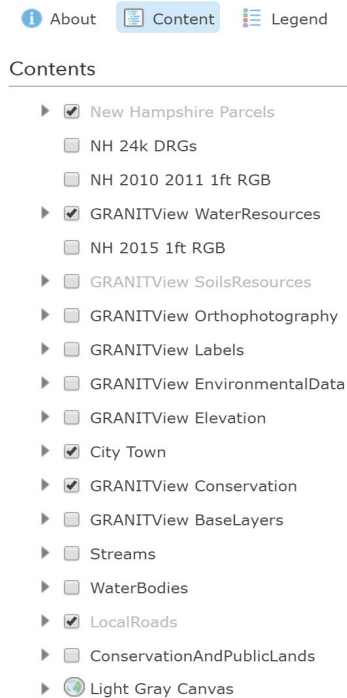 About Content Legend
Contents
New Hampshire Parcels
NH 24k DRGs
NH 2010 2011 1ft RGB
GRANITView WaterResources
NH 2015 1ft RGB
GRANITView SoilsResources
GRANITView Orthophotography
GRANITView Labels
GRANITView EnvironmentalData
GRANITView Elevation
City Town
GRANITView Conservation
GRANITView BaseLayers
Streams
WaterBodies
LocalRoads
ConservationAndPublicLands
Light Gray Canvas